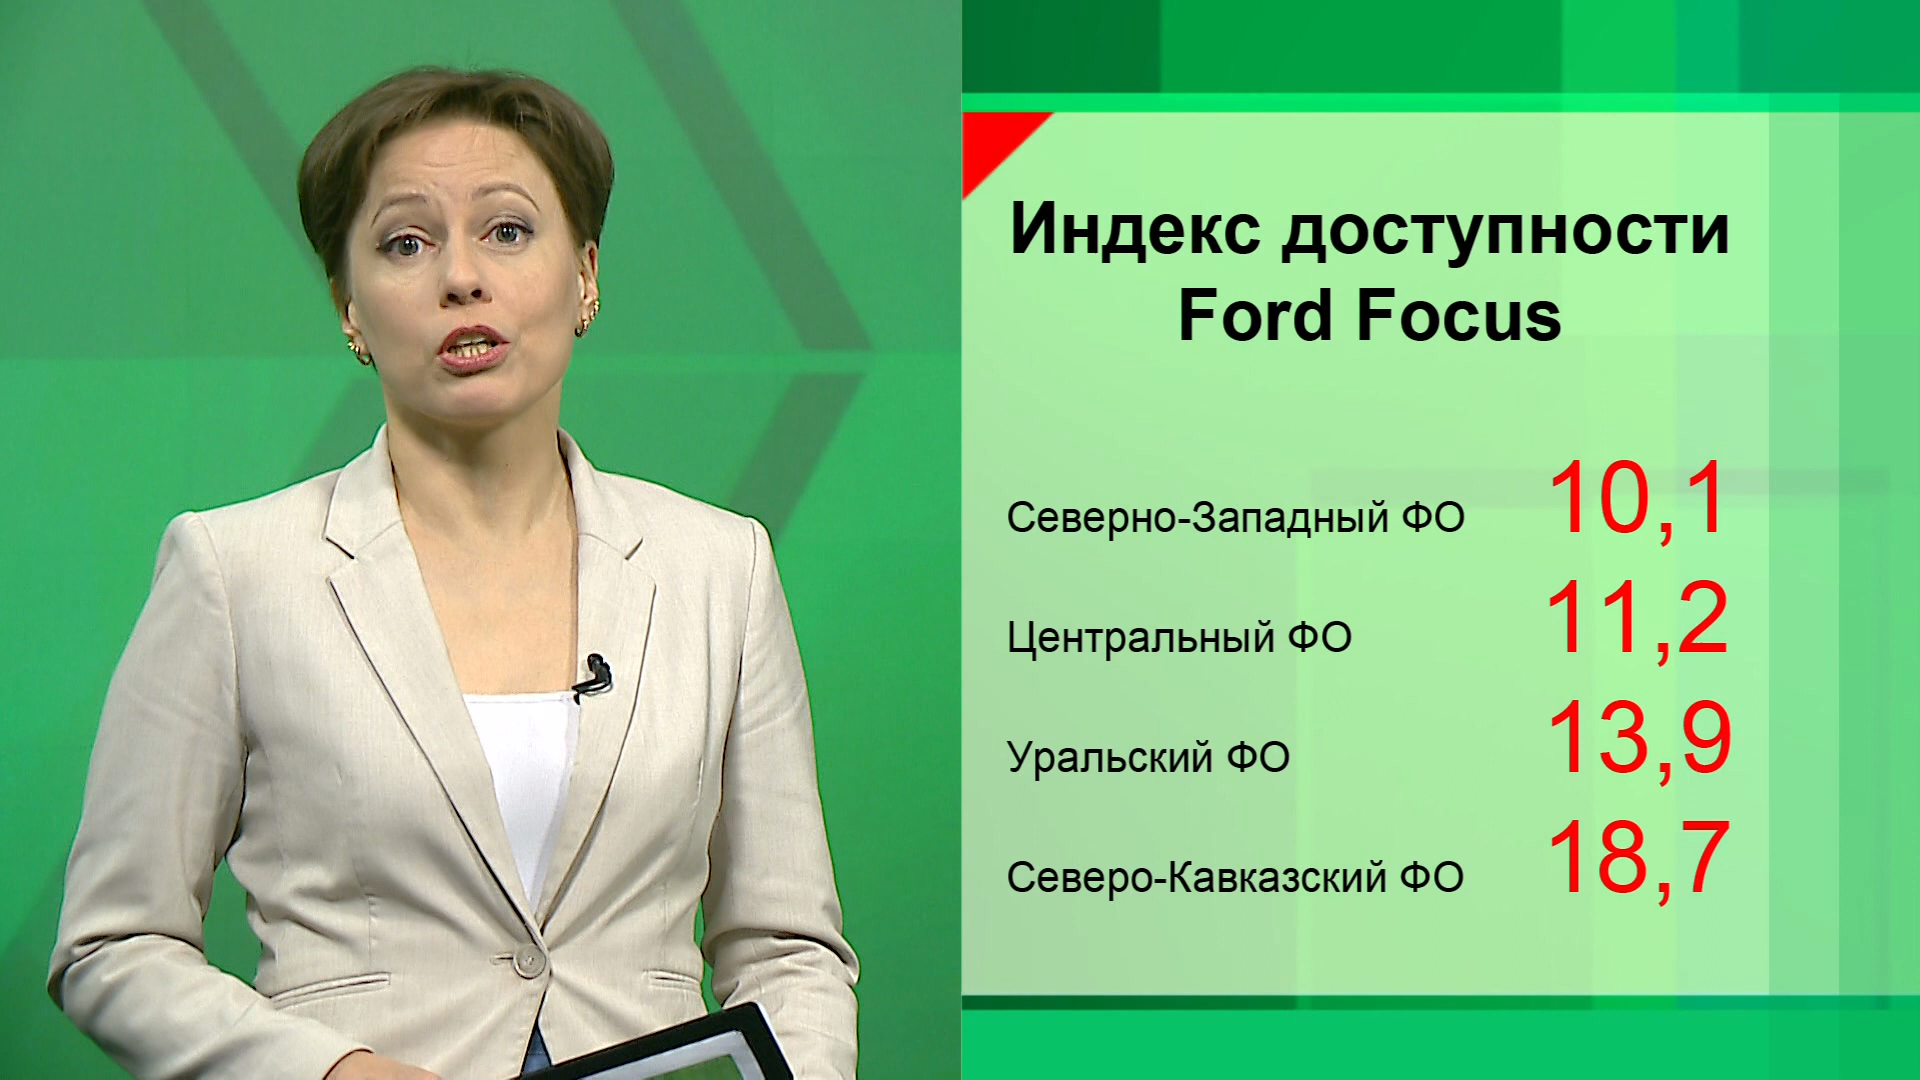 Индекс доступности
Ford Focus
Северно-Западный ФО 10,1
Центральный ФО 11,2
Уральский ФО 13,9
Северо-Кавказский ФО 18,7